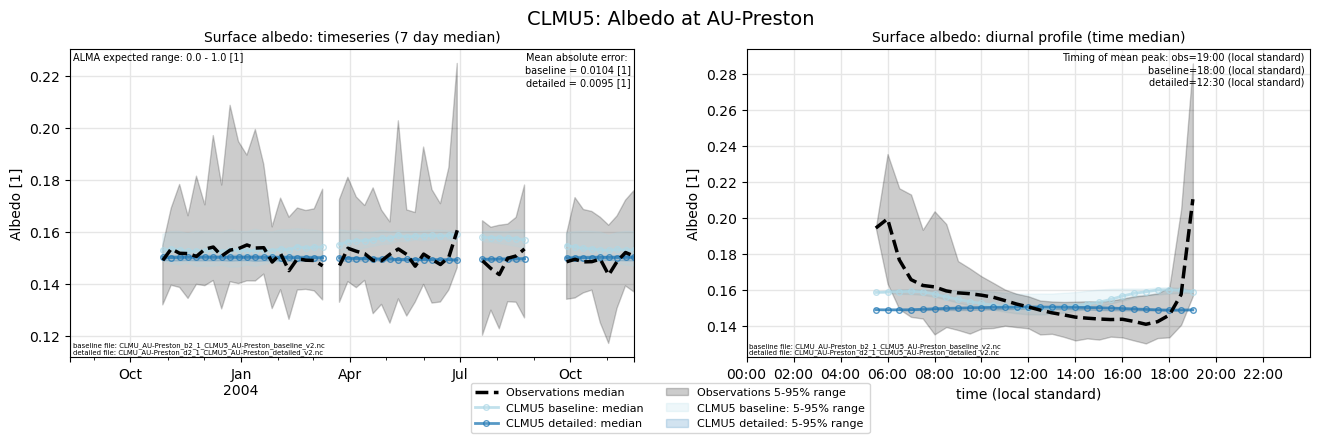 CLMU5: Albedo at AU-Preston
Surface albedo: timeseries (7 day median)
ALMA expected range: 0.0 - 1.0 [1]
Mean absolute error:
baseline = 0.0104 [1]
detailed = 0.0095 [1]
Albedo [1]
0.22
0.20
0.18
0.16
0.14
0.12
baseline file: CLMU_AU-Preston_b2_1_CLMU5_AU-Preston_baseline_v2.nc
detailed file: CLMU_AU-Preston_d2_1_CLMU5_AU-Preston_detailed_v2.nc
Oct
Jan
2004
Apr
Jul
Oct
Surface albedo: diurnal profile (time median)
Timing of mean peak: obs=19:00 (local standard)
baseline=18:00 (local standard)
detailed=12:30 (local standard)
Albedo [1]
0.28
0.26
0.24
0.22
0.20
0.18
0.16
0.14
baseline file: CLMU_AU-Preston_b2_1_CLMU5_AU-Preston_baseline_v2.nc
detailed file: CLMU_AU-Preston_d2_1_CLMU5_AU-Preston_detailed_v2.nc
00:00 02:00 04:00 06:00 08:00 10:00 12:00 14:00 16:00 18:00 20:00 22:00
time (local standard)
Observations median
CLMU5 baseline: median
CLMU5 detailed: median
Observations 5-95% range
CLMU5 baseline: 5-95% range
CLMU5 detailed: 5-95% range